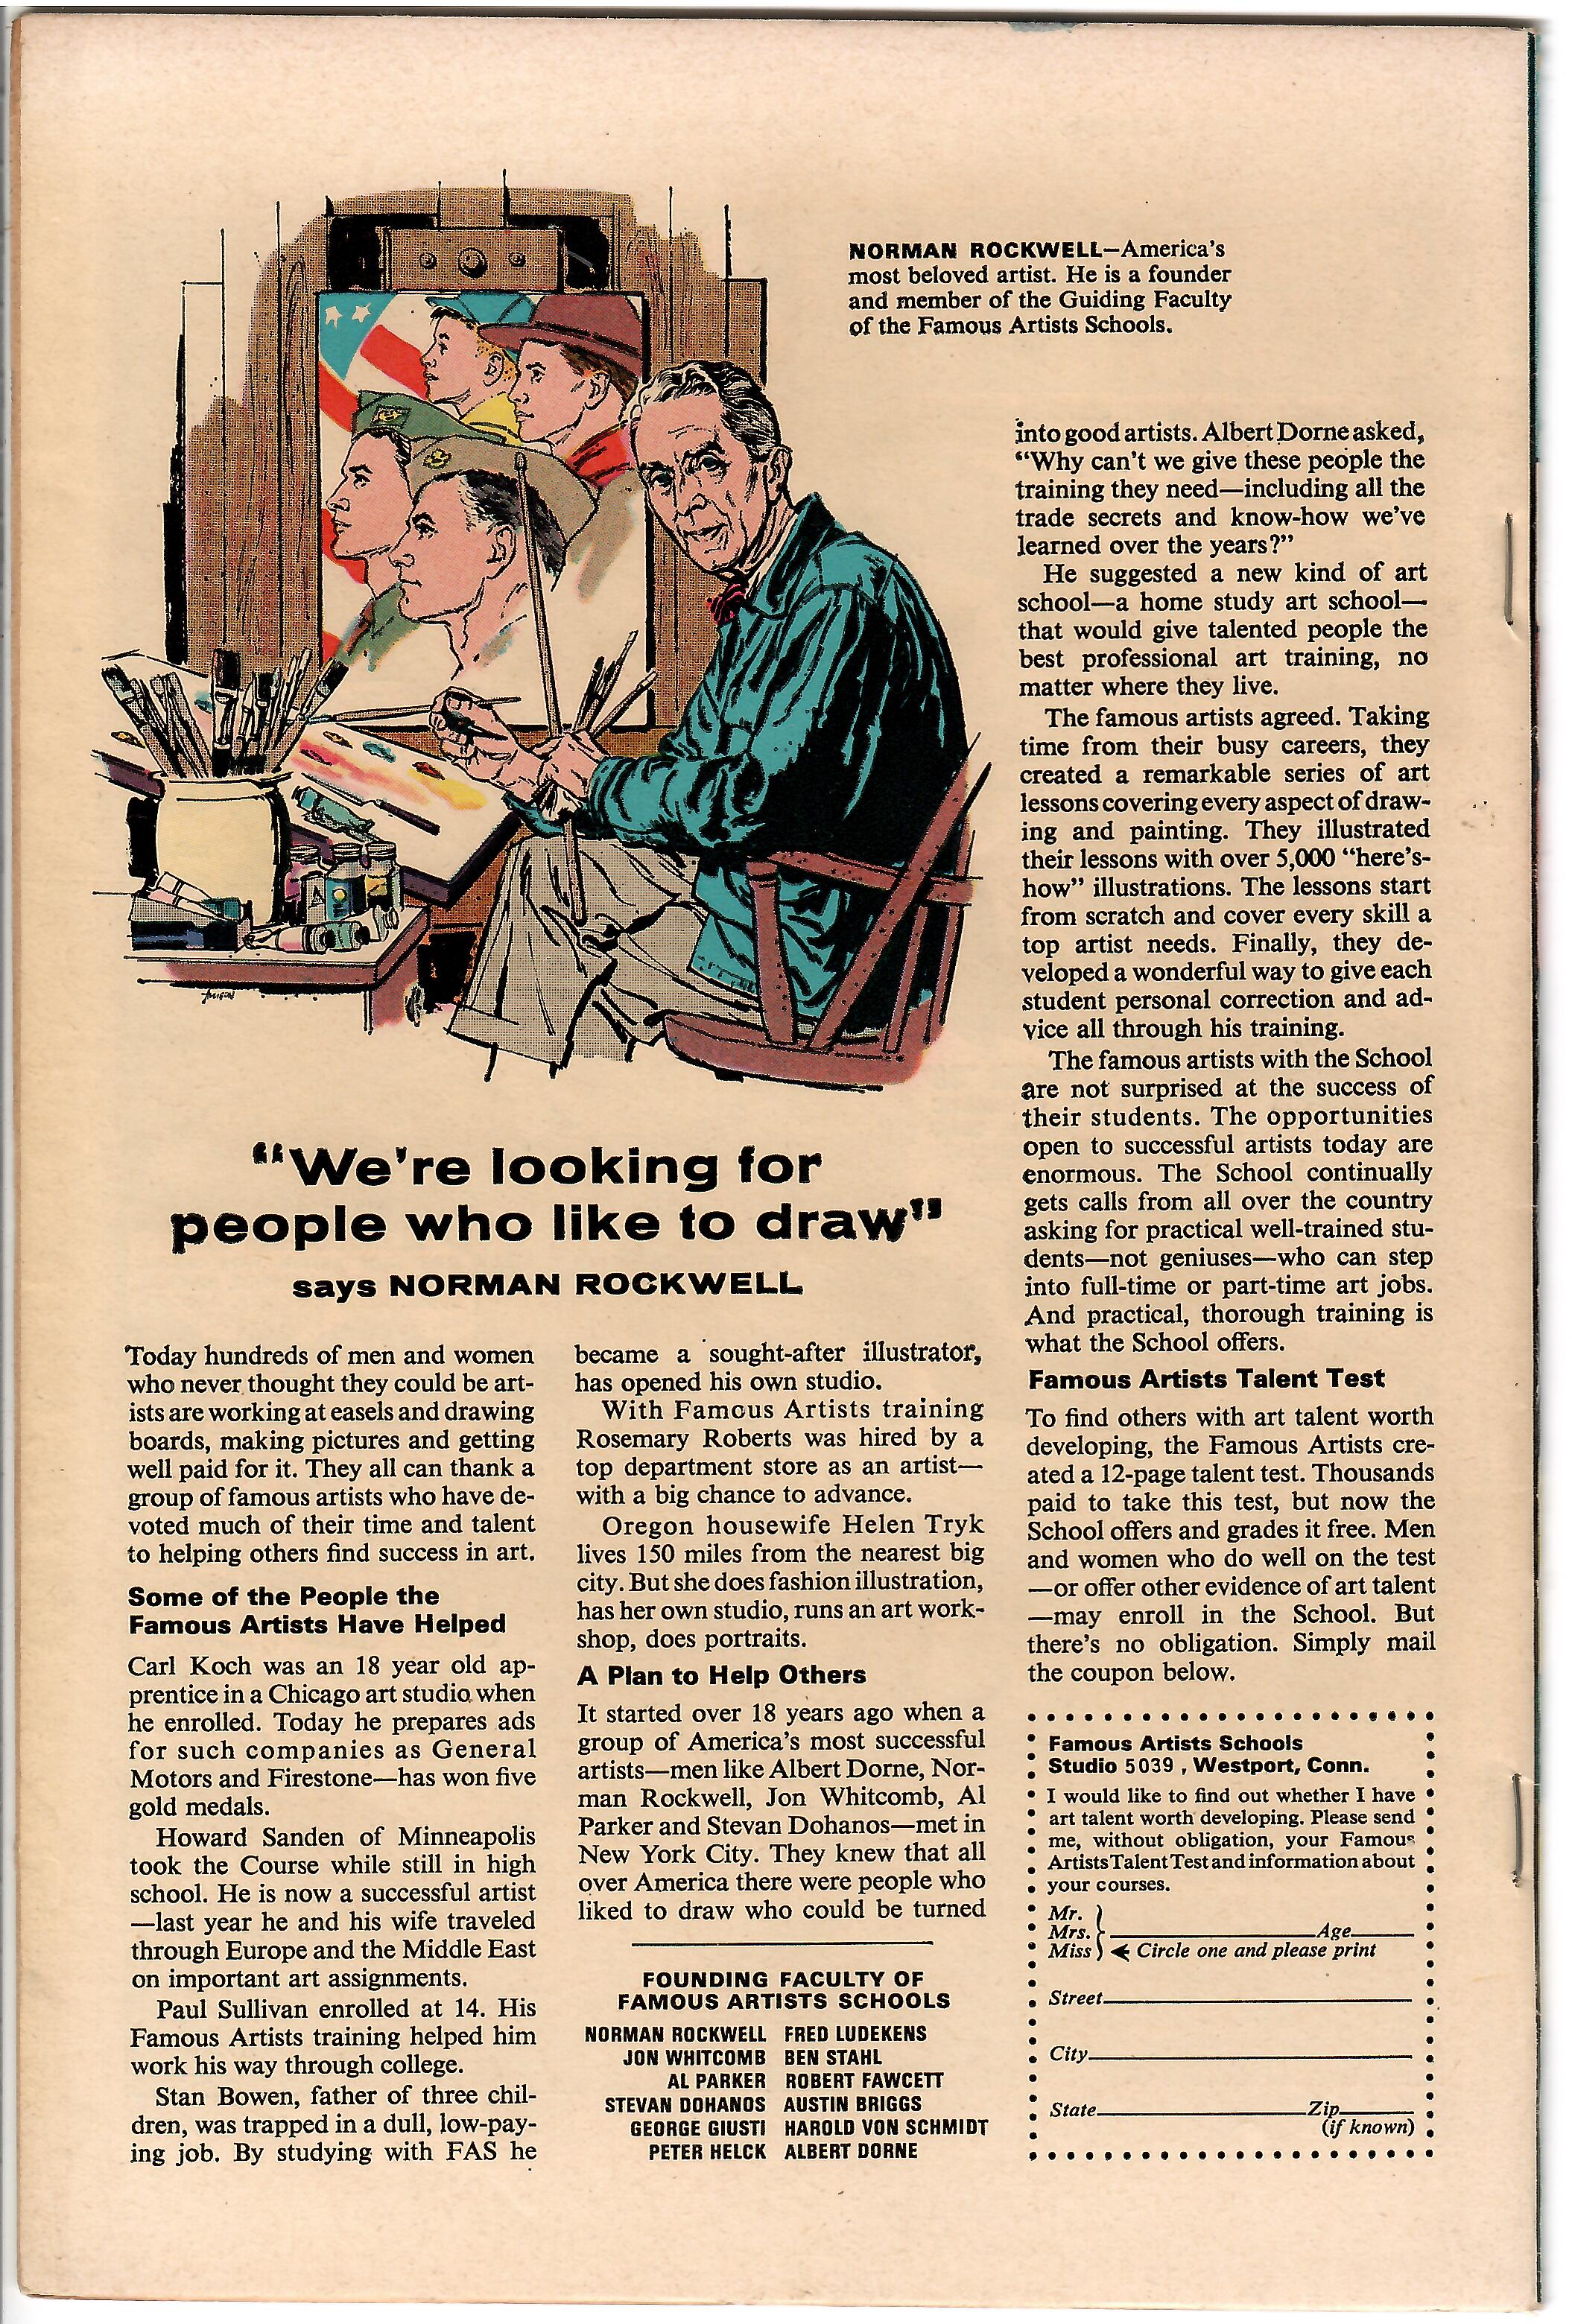 NORMAN ROCKWELL—America's
most beloved artist. He is a founder
and member of the Guiding Faculty
of the Famous Artists Schools.
"We're looking for
people who like to draw"
says NORMAN ROCKWELL
Today hundreds of men and women
who never thought they could be art-
ists are working at easels and drawing
boards, making pictures and getting
well paid for it. They all can thank a
group of famous artists who have de-
voted much of their time and talent
to helping others find success in art.
Some of the People the
Famous Artists Have Helped
Carl Koch was an 18 year old ap-
prentice in a Chicago art studio when
he enrolled. Today he prepares ads
for such companies as General
Motors and Firestone—has won five
gold medals.
Howard Sanden of Minneapolis
took the Course while still in high
school. He is now a successful artist
—last year he and his wife traveled
through Europe and the Middle East
on important art assignments.
Paul Sullivan enrolled at 14. His
Famous Artists training helped him
work his way through college.
Stan Bowen, father of three chil-
dren, was trapped in a dull, low-pay-
ing job. By studying with FAS he
became a sought-after illustrator,
has opened his own studio.
With Famous Artists training
Rosemary Roberts was hired by a
top department store as an artist—
with a big chance to advance.
Oregon housewife Helen Tryk
lives 150 miles from the nearest big
city. But she does fashion illustration,
has her own studio, runs an art work-
shop, does portraits.
A Plan to Help Others
It started over 18 years ago when a
group of America's most successful
artists—men like Albert Dorne, Nor-
man Rockwell, Jon Whitcomb, Al
Parker and Stevan Dohanos—met in
New York City. They knew that all
over America there were people who
liked to draw who could be turned
FOUNDING FACULTY OF
FAMOUS ARTISTS SCHOOLS
NORMAN ROCKWELL FRED LUDEKENS
JON WHITCOMB BEN STAHL
AL PARKER ROBERT FAWCETT
STEVAN DOHANOS AUSTIN BRIGGS
GEORGE GIUSTI HAROLD VON SCHMIDT
PETER HELCK ALBERT DORNE
into good artists. Albert Dorne asked,
"Why can't we give these people the
training they need—including all the
trade secrets and know-how we've
learned over the years?"
He suggested a new kind of art
school—a home study art school—
that would give talented people the
best professional art training, no
matter where they live.
The famous artists agreed. Taking
time from their busy careers, they
created a remarkable series of art
lessons covering every aspect of draw-
ing and painting. They illustrated
their lessons with over 5,000 "here's-
how" illustrations. The lessons start
from scratch and cover every skill a
top artist needs. Finally, they de-
veloped a wonderful way to give each
student personal correction and ad-
vice all through his training.
The famous artists with the School
are not surprised at the success of
their students. The opportunities
open to successful artists today are
enormous. The School continually
gets calls from all over the country
asking for practical well-trained stu-
dents—not geniuses—who can step
into full-time or part-time art jobs.
And practical, thorough training is
what the School offers.
Famous Artists Talent Test
To find others with art talent worth
developing, the Famous Artists cre-
ated a 12-page talent test. Thousands
paid to take this test, but now the
School offers and grades it free. Men
and women who do well on the test
—or offer other evidence of art talent
—may enroll in the School. But
there's no obligation. Simply mail
the coupon below.
Famous Artists Schools
Studio 5039 , Westport, Conn.
I would like to find out whether I have
art talent worth developing. Please send
me, without obligation, your Famous
Artists Talent Test and information about
your courses.
Mr.
Mrs. Age
Miss Circle one and please print
Street
City
State Zip
(if known)